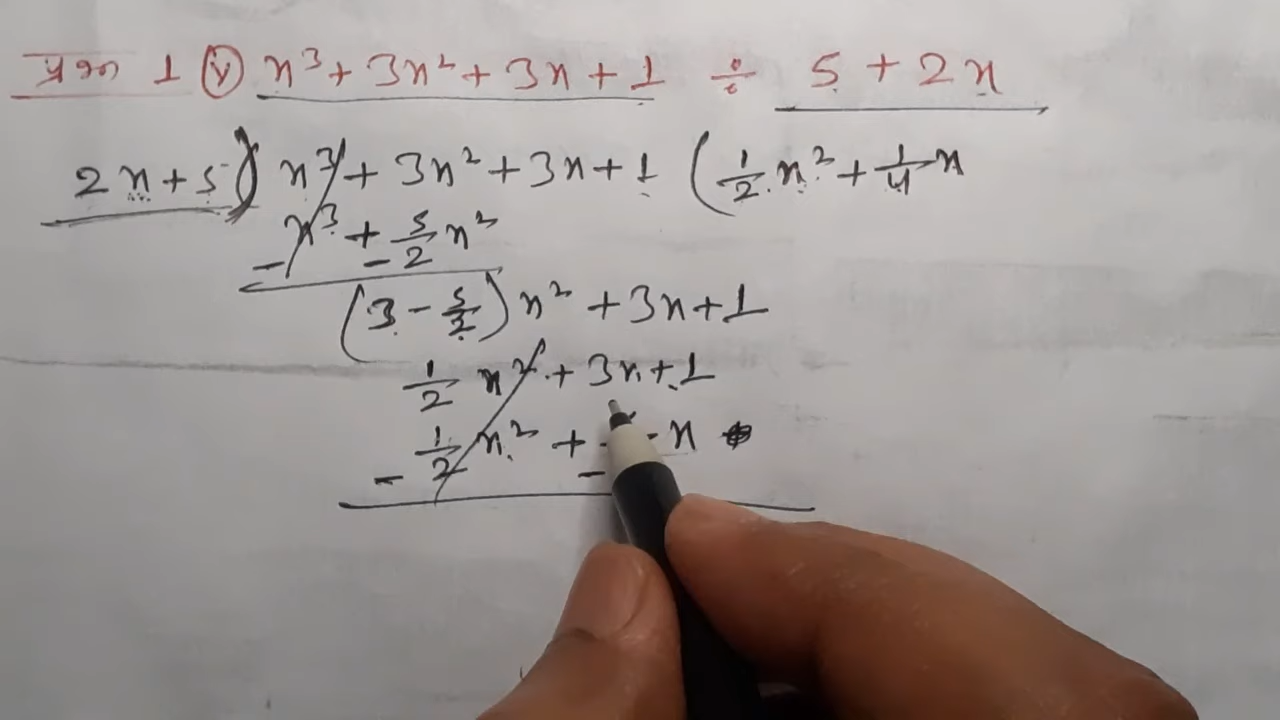 1 (v) x³ + 3x² + 3x + 1 ÷ 5 + 2x
2x + 5 ) x³ + 3x² + 3x + 1 ( 1/2 x² + 1/4 x
- x³ + - 5/2 x²
(3 - 5/2) x² + 3x + 1
1/2 x² + 3x + 1
- 1/2 x² + - x